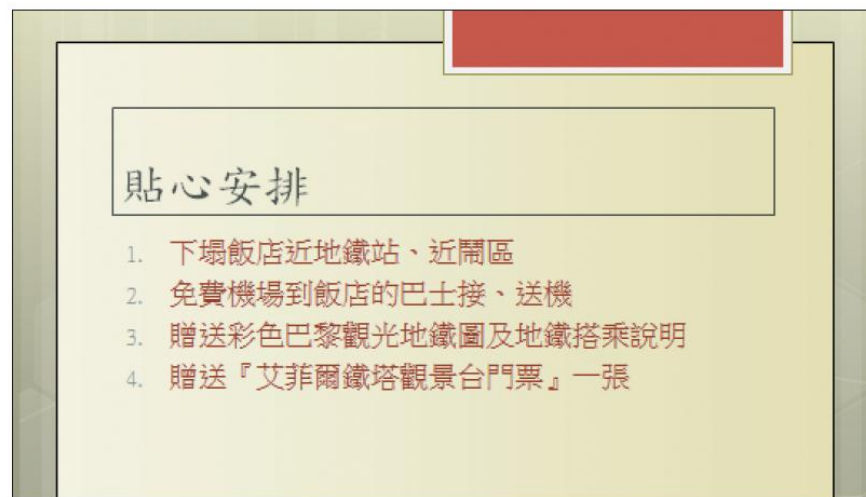 貼心安排
1. 下塌飯店近地鐵站、近鬧區
2. 免費機場到飯店的巴士接、送機
3. 贈送彩色巴黎觀光地鐵圖及地鐵搭乘說明
4. 贈送『艾菲爾鐵塔觀景台門票』一張